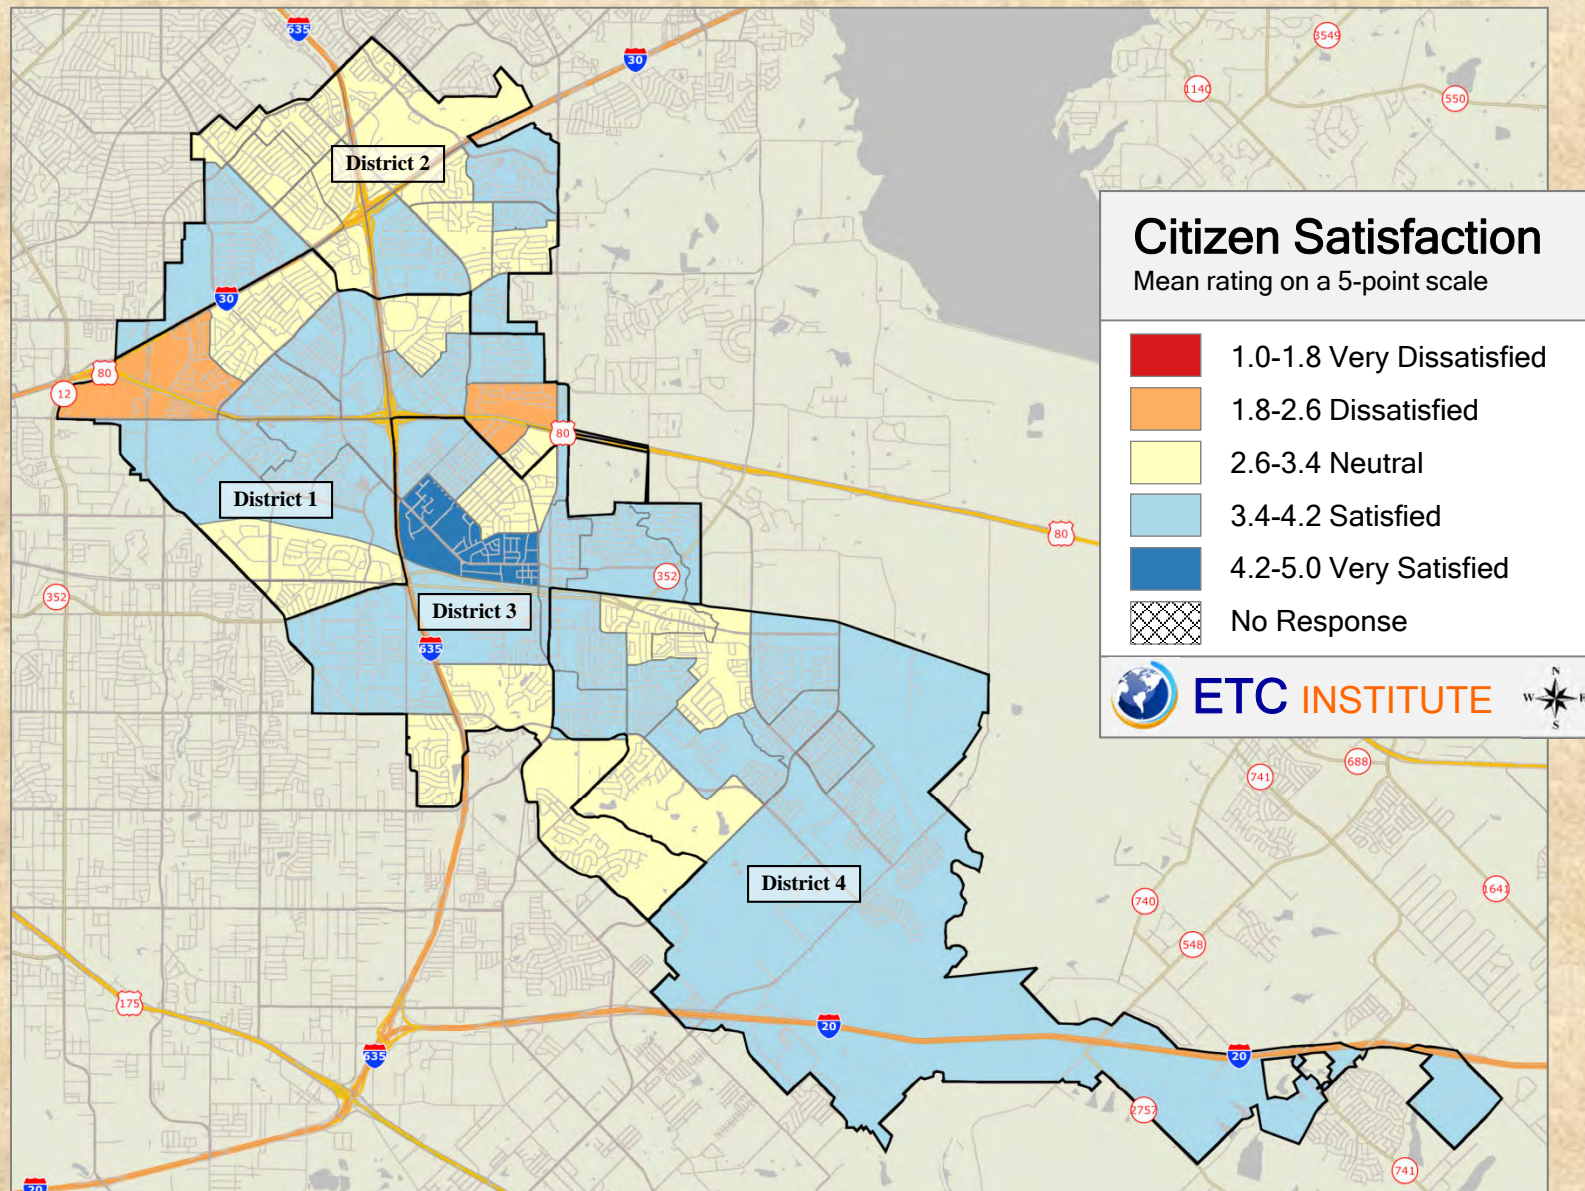 635
30
3549
1140
550
District 2
Citizen Satisfaction
Mean rating on a 5-point scale
30
1.0-1.8 Very Dissatisfied
80
12
1.8-2.6 Dissatisfied
80
2.6-3.4 Neutral
District 1
3.4-4.2 Satisfied
80
352
352
4.2-5.0 Very Satisfied
District 3
No Response
635
ETC INSTITUTE
N
W E
S
688
741
District 4
1641
740
548
175
20
635
20
2757
741
20